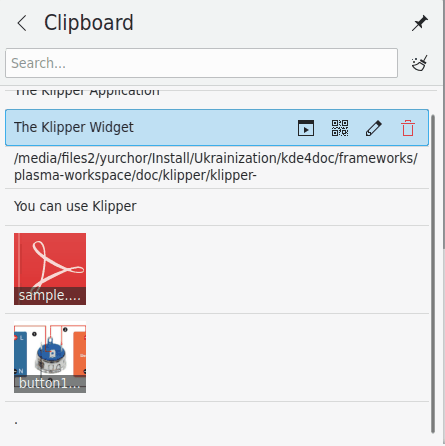 Clipboard
Search...
The Klipper Application
The Klipper Widget
/media/files2/yurchor/Install/Ukrainization/kde4doc/frameworks/
plasma-workspace/doc/klipper/klipper-
You can use Klipper
sample....
button1...
.